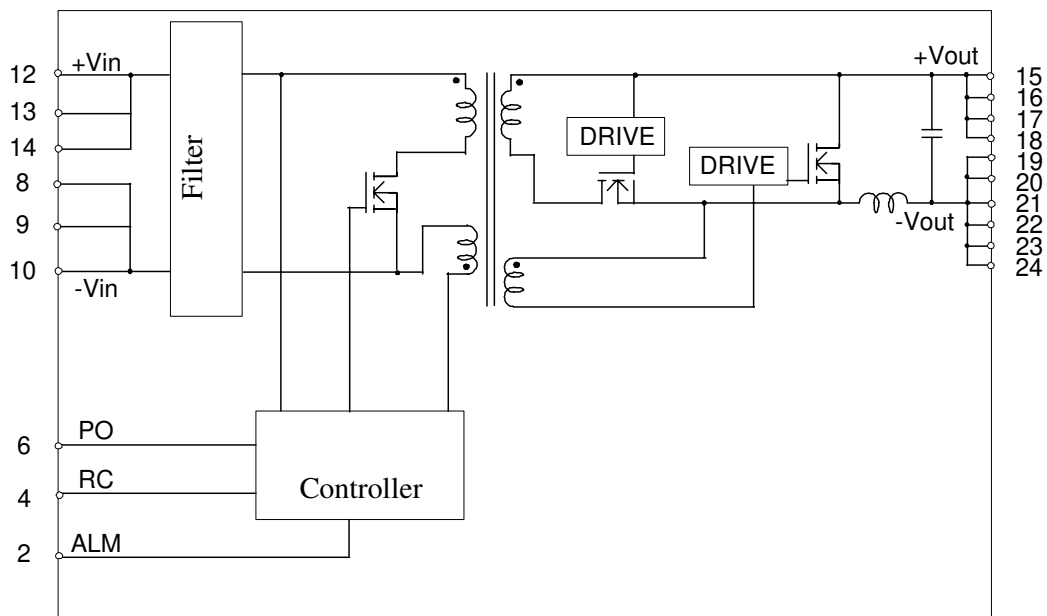 12 +Vin
13
14
8
9
10 -Vin
Filter
DRIVE
DRIVE
+Vout
15
16
17
18
19
20
21
-Vout
22
23
24
6 PO
4 RC
2 ALM
Controller